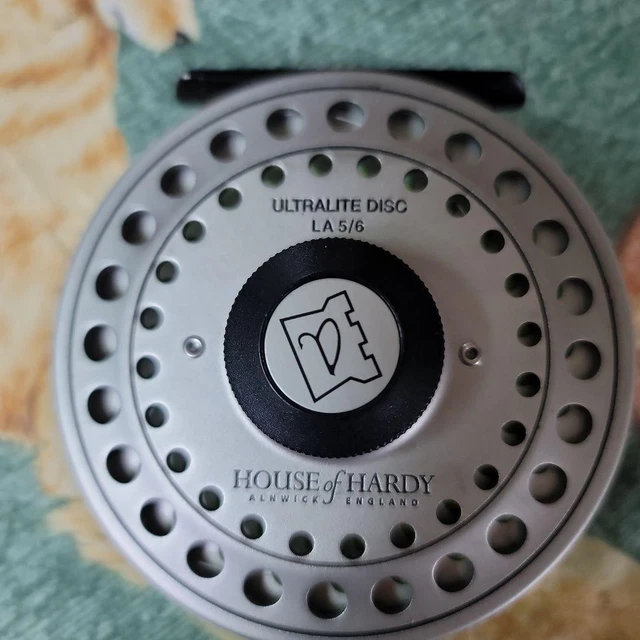 ULTRALITE DISC
LA 5/6
HOUSE of HARDY
ALNWICK ENGLAND